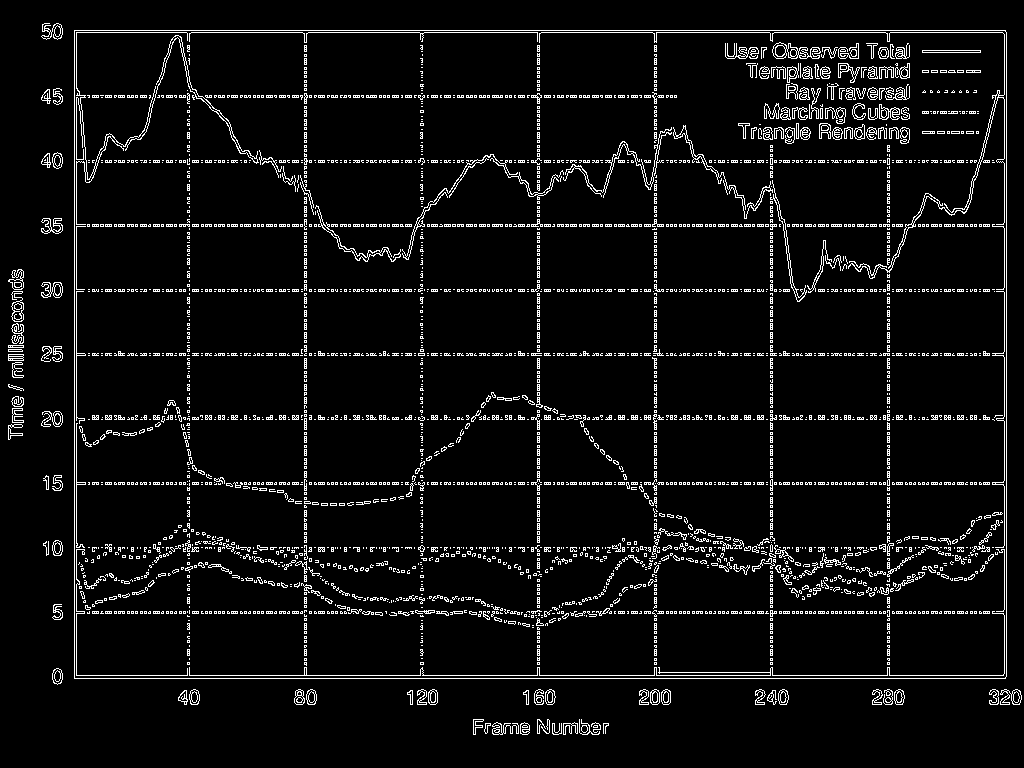 50
45
40
35
30
25
20
15
10
5
0
Time / milliseconds
User Observed Total
Template Pyramid
Ray Traversal
Marching Cubes
Triangle Rendering
40 80 120 160 200 240 280 320
Frame Number